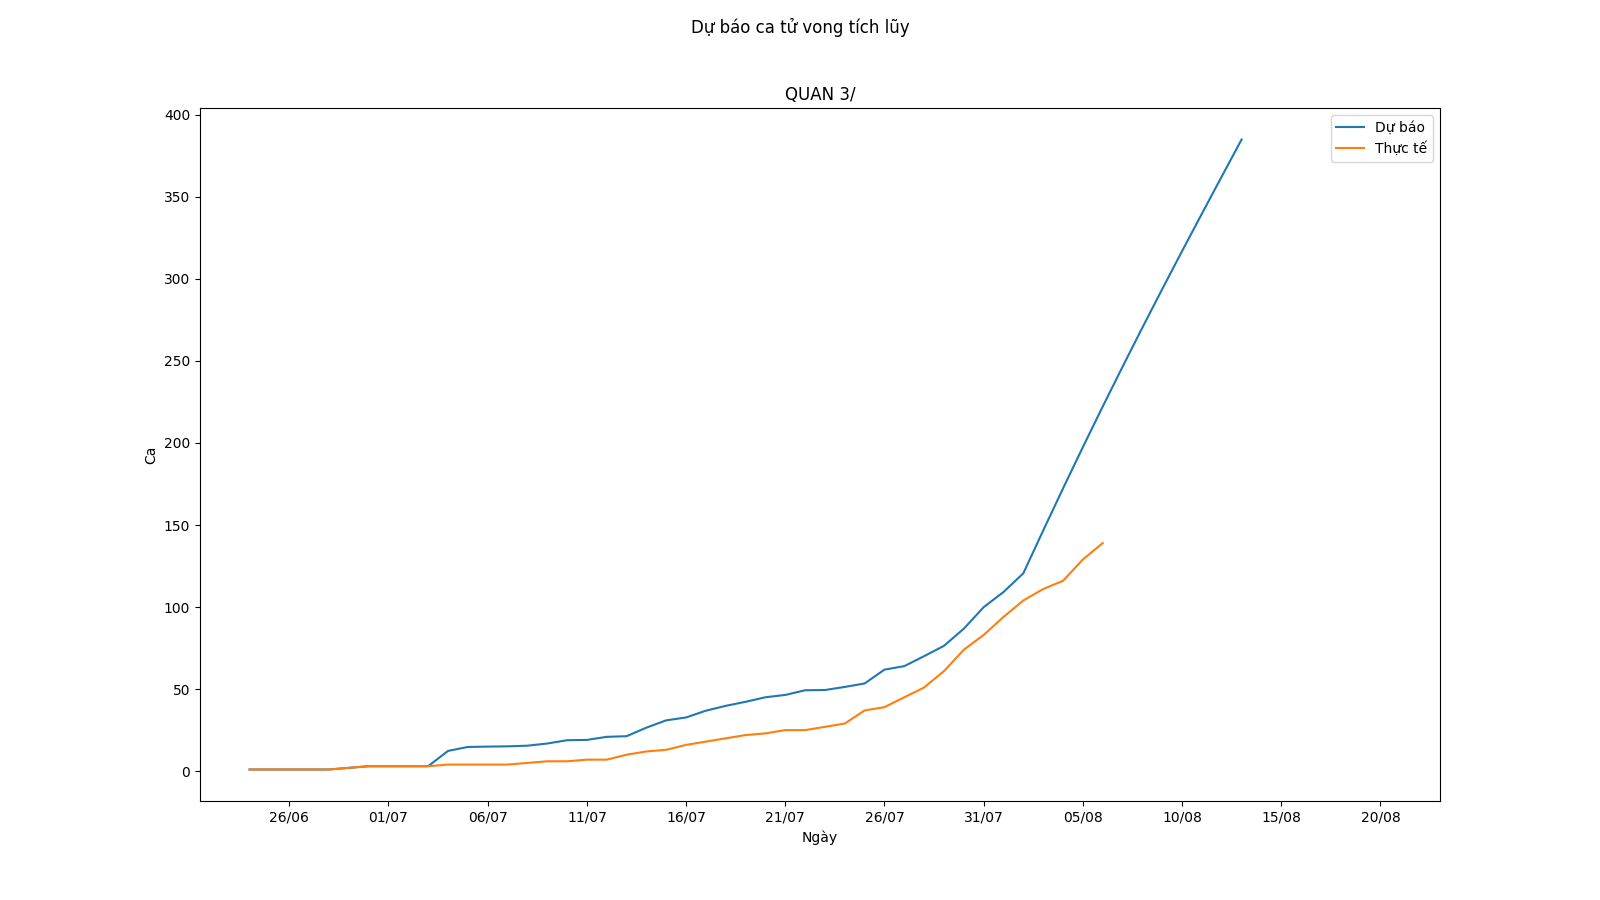 Dự báo ca tử vong tích lũy
QUAN 3/
400
350
300
250
200
150
100
50
0
Ca
Dự báo
Thực tế
26/06 01/07 06/07 11/07 16/07 21/07 26/07 31/07 05/08 10/08 15/08 20/08
Ngày